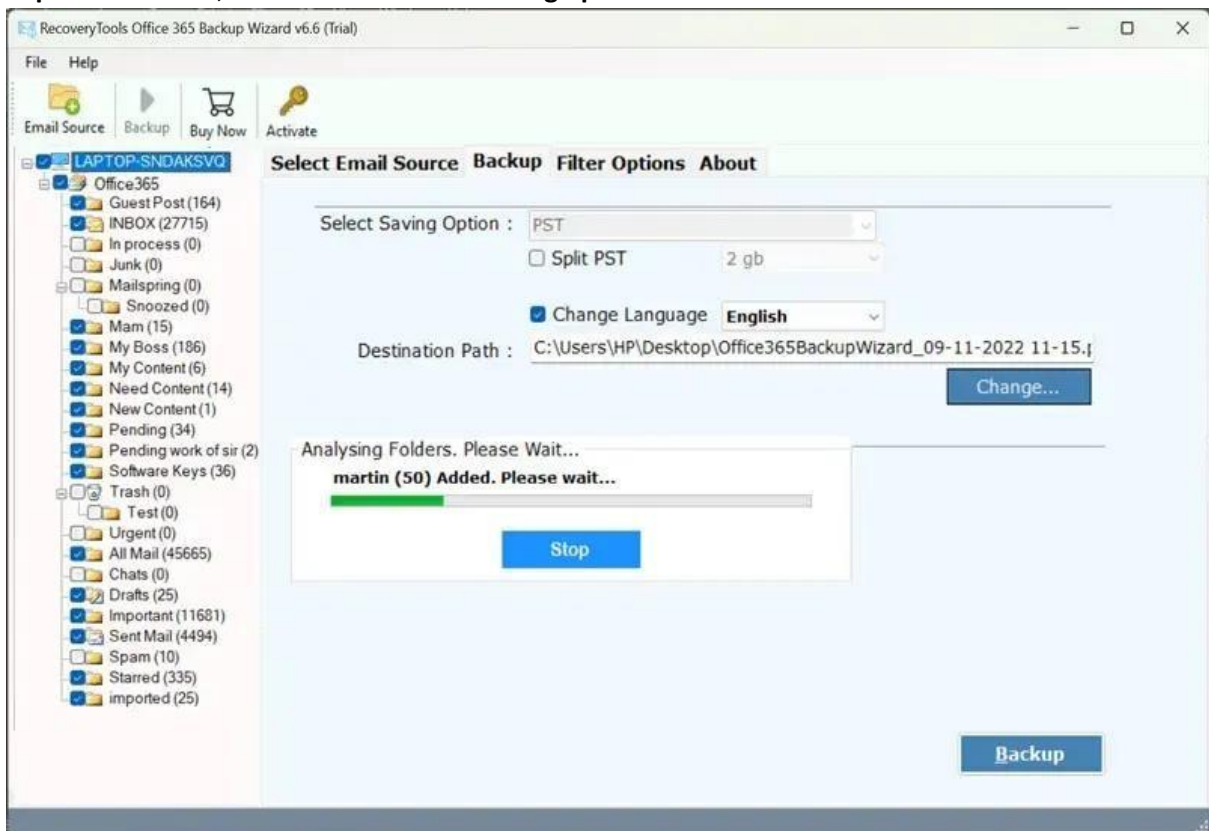 RecoveryTools Office 365 Backup Wizard v6.6 (Trial)
File Help
Email Source Backup Buy Now Activate
LAPTOP-SNDAKSVQ
Office365
Guest Post (164)
INBOX (27715)
In process (0)
Junk (0)
Mailspring (0)
Snoozed (0)
Mam (15)
My Boss (186)
My Content (6)
Need Content (14)
New Content (1)
Pending (34)
Pending work of sir (2)
Software Keys (36)
Trash (0)
Test (0)
Urgent (0)
All Mail (45665)
Chats (0)
Drafts (25)
Important (11681)
Sent Mail (4494)
Spam (10)
Starred (335)
imported (25)
Select Email Source Backup Filter Options About
Select Saving Option : PST
Split PST 2 gb
Change Language English
Destination Path : C:\Users\HP\Desktop\Office365BackupWizard_09-11-2022 11-15.p
Change...
Analysing Folders. Please Wait...
martin (50) Added. Please wait...
Stop
Backup